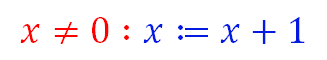 x ≠ 0 : x := x + 1